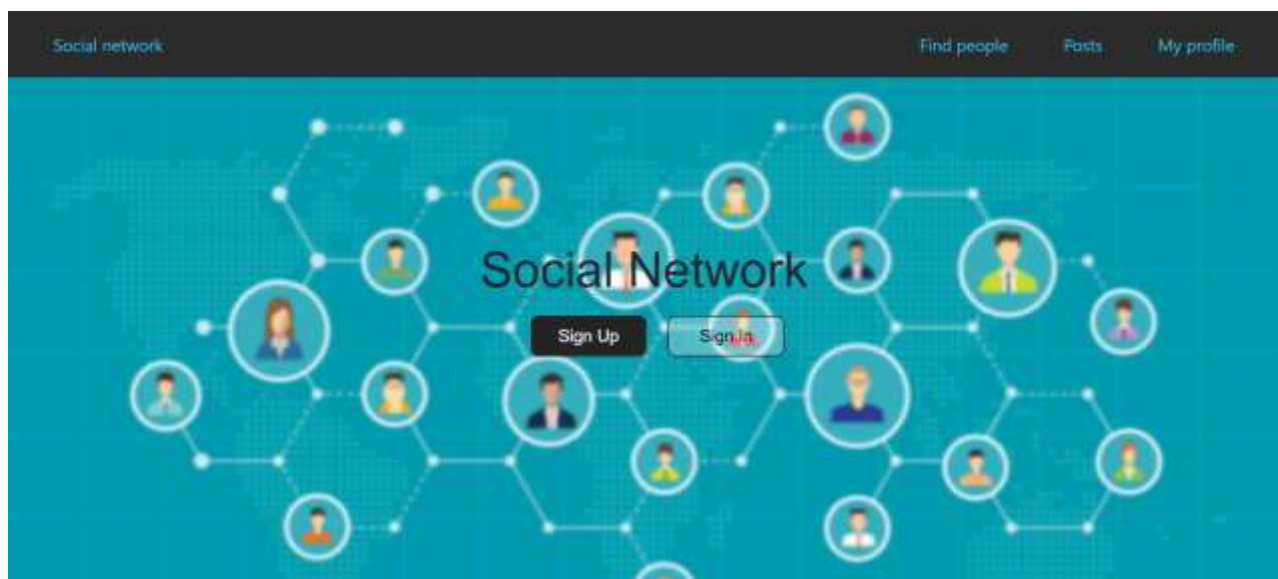 Social network
Find people
Posts
My profile
Social Network
Sign Up
Sign In